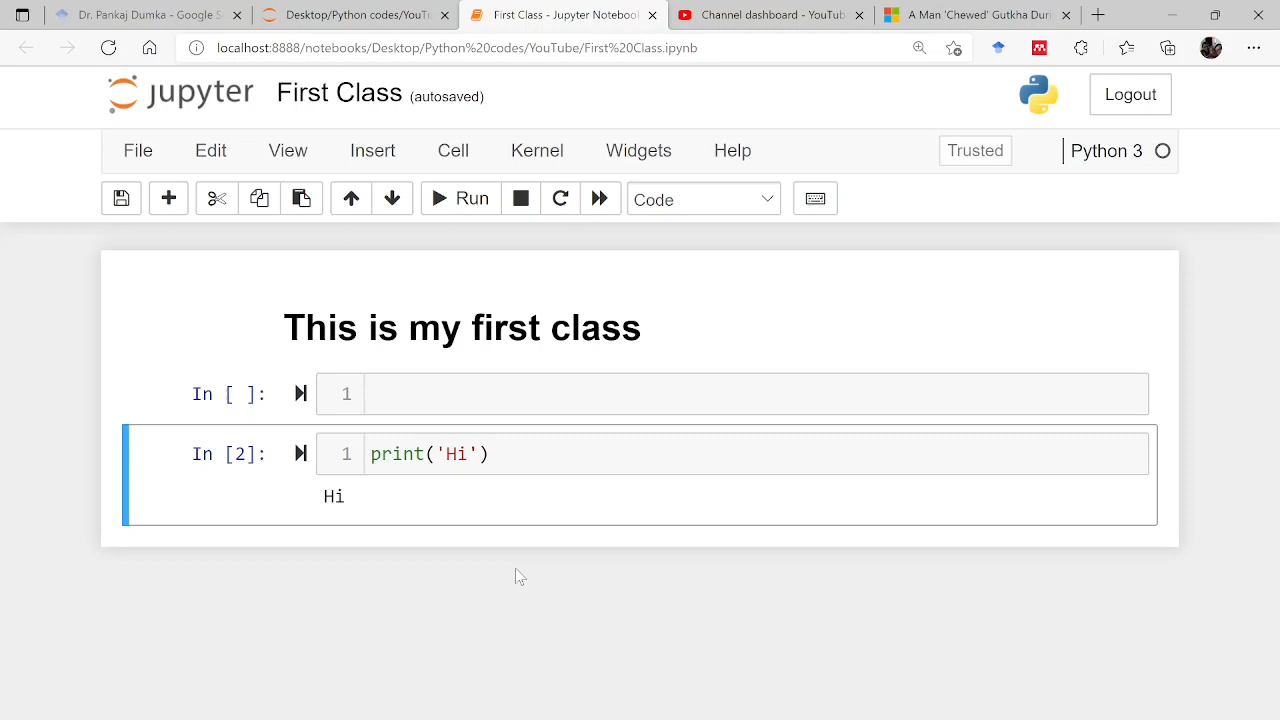 Dr. Pankaj Dumka - Google S
Desktop/Python codes/YouTu
First Class - Jupyter Notebook
Channel dashboard - YouTube
A Man 'Chewed' Gutkha Duri
localhost:8888/notebooks/Desktop/Python%20codes/YouTube/First%20Class.ipynb
jupyter First Class (autosaved) Logout
File Edit View Insert Cell Kernel Widgets Help Trusted Python 3
Run Code
This is my first class
In [ ]: 1
In [2]: 1 print('Hi')
Hi